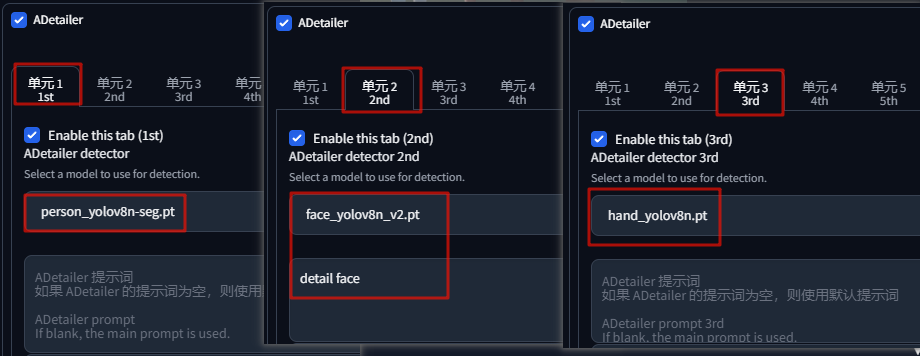 ADetailer
单元 1
1st
单元 2
2nd
单元 3
3rd
单元 4
4th
Enable this tab (1st)
ADetailer detector
Select a model to use for detection.
person_yolov8n-seg.pt
ADetailer 提示词
如果 ADetailer 的提示词为空，则使用
ADetailer prompt
If blank, the main prompt is used.
ADetailer
单元 1
1st
单元 2
2nd
单元 3
3rd
单元 4
4th
Enable this tab (2nd)
ADetailer detector 2nd
Select a model to use for detection.
face_yolov8n_v2.pt
detail face
ADetailer
单元 1
1st
单元 2
2nd
单元 3
3rd
单元 4
4th
单元 5
5th
Enable this tab (3rd)
ADetailer detector 3rd
Select a model to use for detection.
hand_yolov8n.pt
ADetailer 提示词
如果 ADetailer 的提示词为空，则使用默认提示词
ADetailer prompt 3rd
If blank, the main prompt is used.